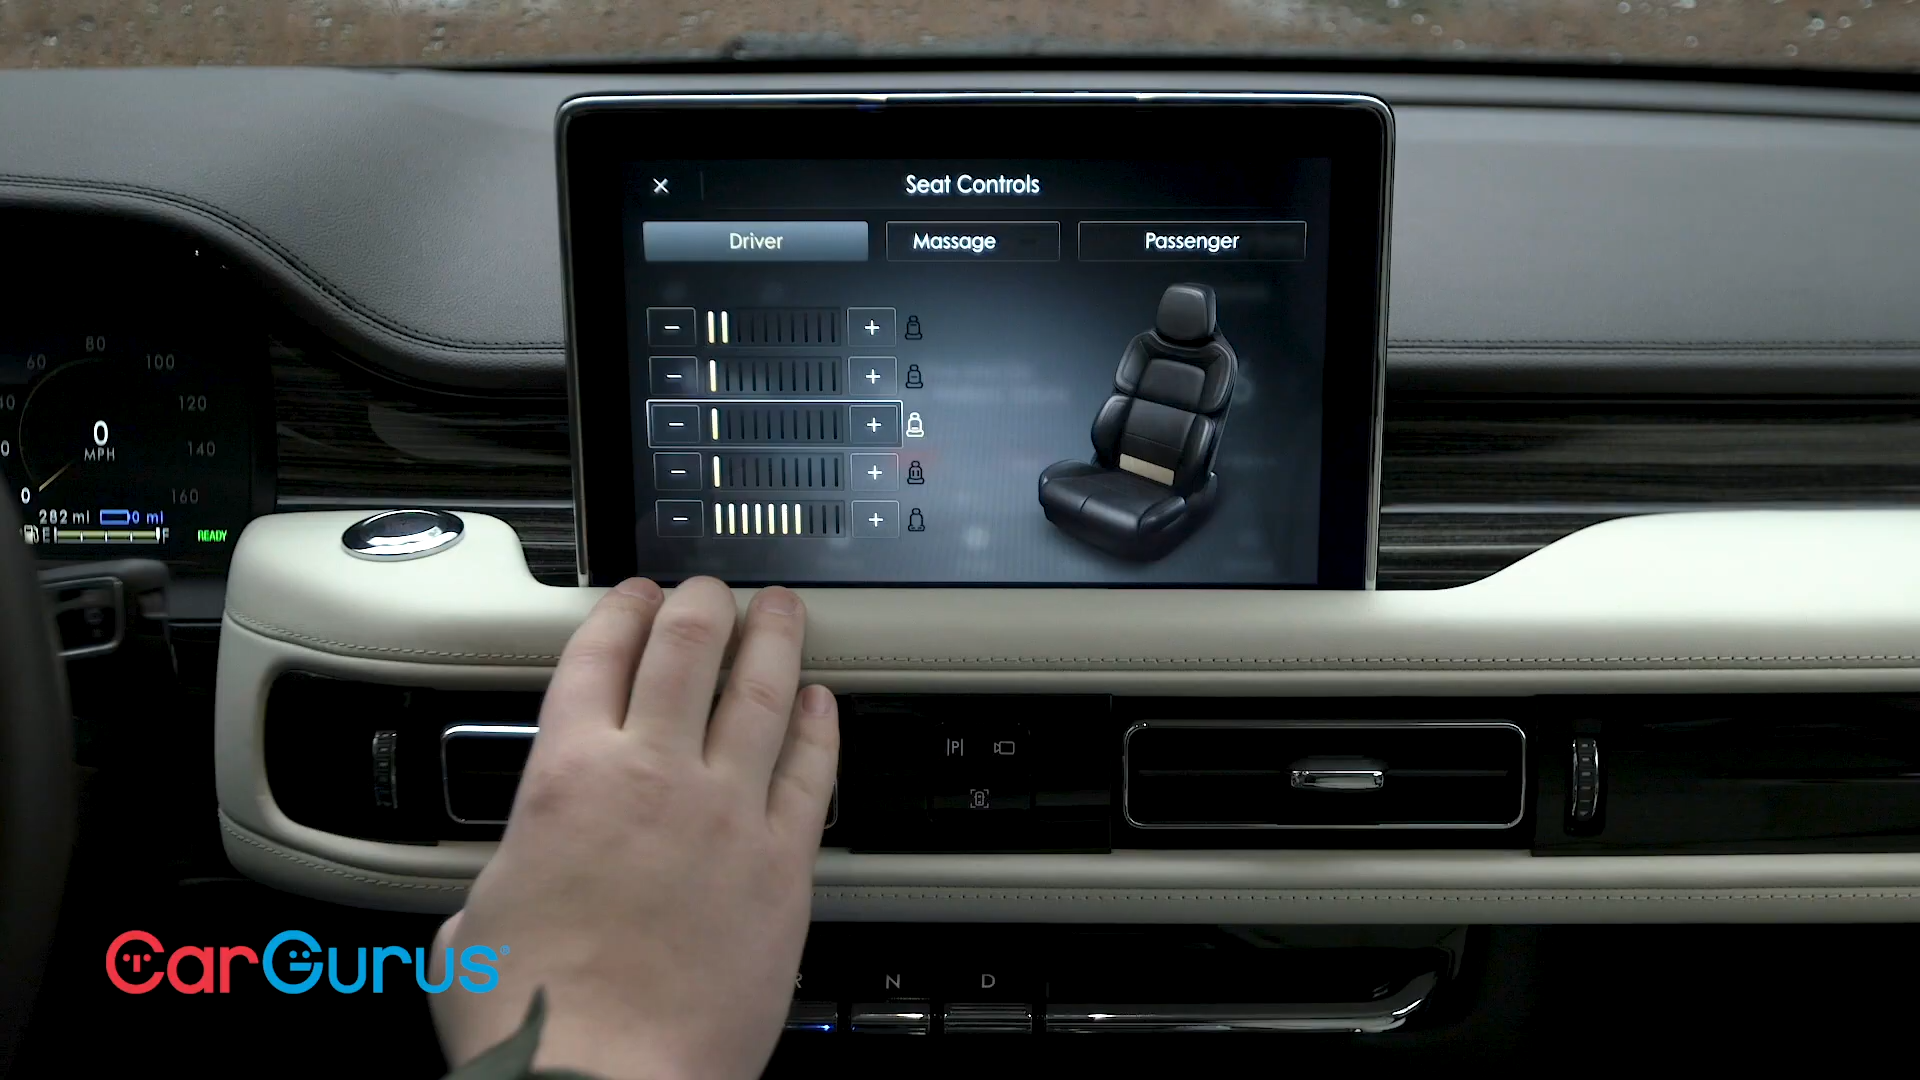 Seat Controls
Driver
Massage
Passenger
60
80
100
120
140
160
0
0
MPH
282 mi
0 mi
E
F
READY
P
CarGurus
N
D